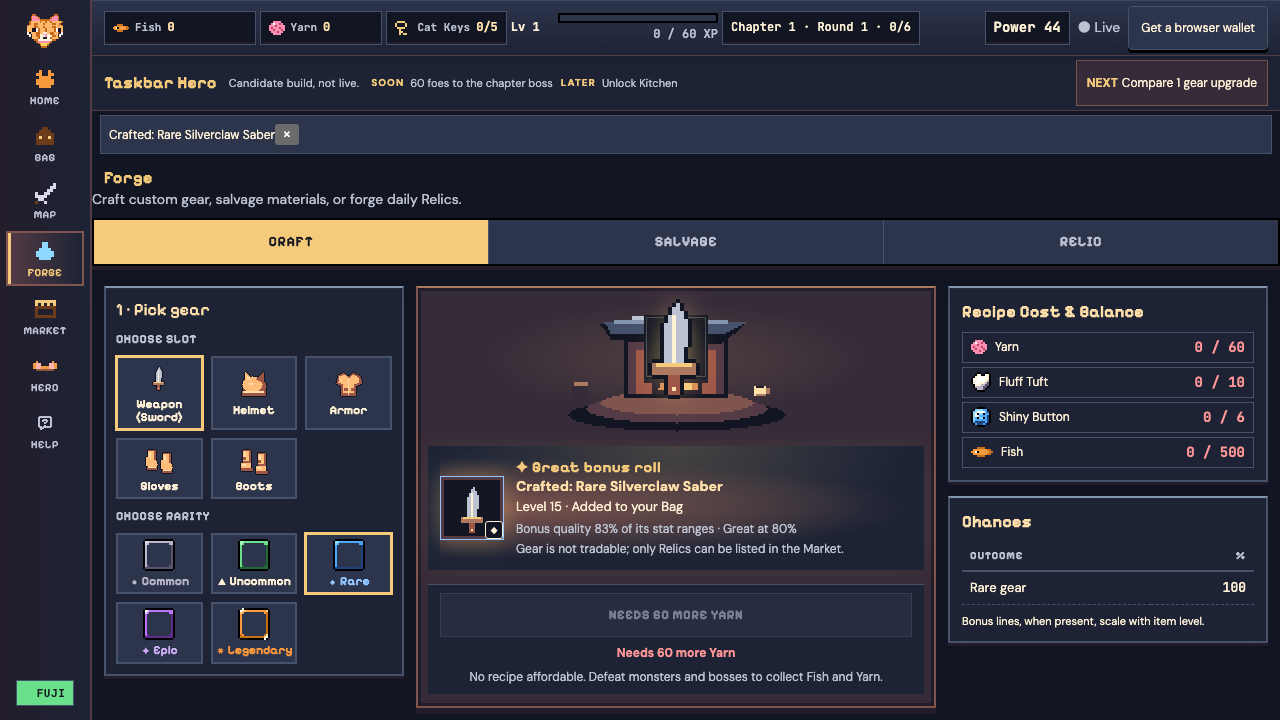 Fish 0
Yarn 0
Cat Keys 0/5
Lv 1
0 / 60 XP
Chapter 1 · Round 1 · 0/6
Power 44
Live
Get a browser wallet
HOME
BAG
MAP
FORGE
MARKET
HERO
HELP
FUJI
Taskbar Hero
Candidate build, not live.
SOON 60 foes to the chapter boss
LATER Unlock Kitchen
NEXT Compare 1 gear upgrade
Crafted: Rare Silverclaw Saber ×
Forge
Craft custom gear, salvage materials, or forge daily Relics.
CRAFT
SALVAGE
RELIC
1 · Pick gear
CHOOSE SLOT
Weapon
(Sword)
Helmet
Armor
Gloves
Boots
CHOOSE RARITY
• Common
▲ Uncommon
◆ Rare
✦ Epic
✷ Legendary
✦ Great bonus roll
Crafted: Rare Silverclaw Saber
Level 15 · Added to your Bag
Bonus quality 83% of its stat ranges · Great at 80%
Gear is not tradable; only Relics can be listed in the Market.
NEEDS 60 MORE YARN
Needs 60 more Yarn
No recipe affordable. Defeat monsters and bosses to collect Fish and Yarn.
Recipe Cost & Balance
Yarn 0 / 60
Fluff Tuft 0 / 10
Shiny Button 0 / 6
Fish 0 / 500
Chances
OUTCOME %
Rare gear 100
Bonus lines, when present, scale with item level.